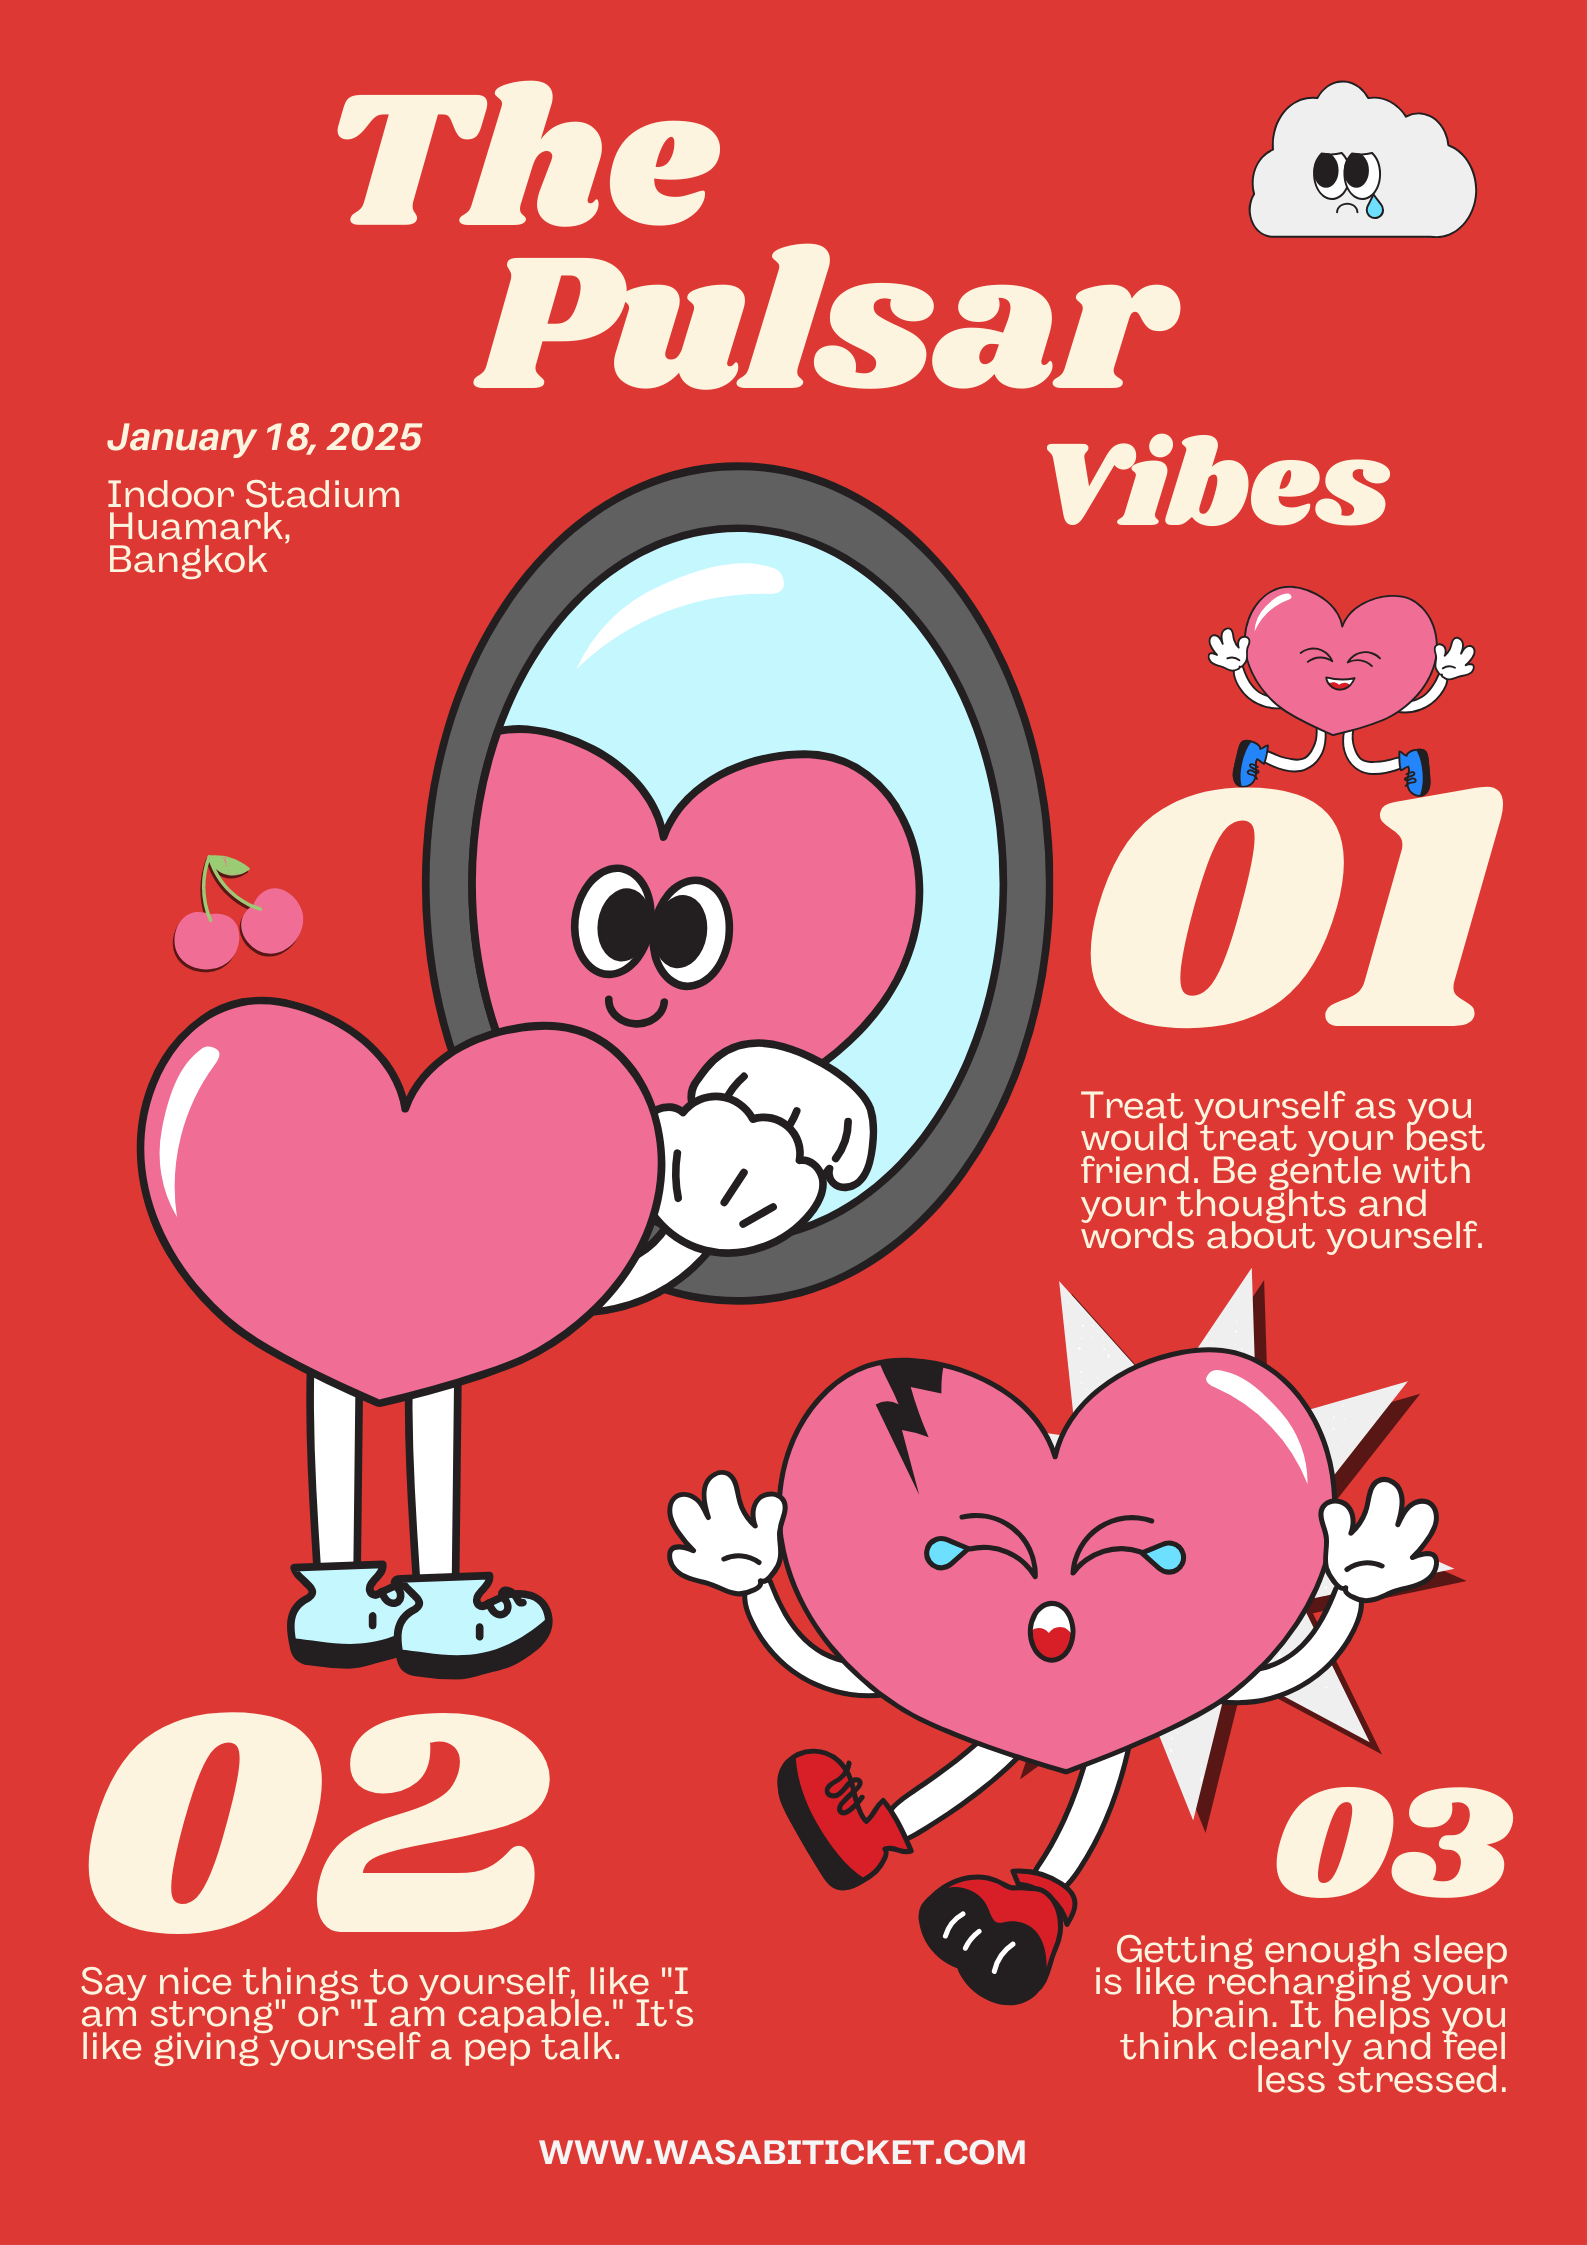 The
Pulsar
Vibes
January 18, 2025
Indoor Stadium
Huamark,
Bangkok
01
Treat yourself as you
would treat your best
friend. Be gentle with
your thoughts and
words about yourself.
02
Say nice things to yourself, like "I
am strong" or "I am capable." It's
like giving yourself a pep talk.
03
Getting enough sleep
is like recharging your
brain. It helps you
think clearly and feel
less stressed.
WWW.WASABITICKET.COM